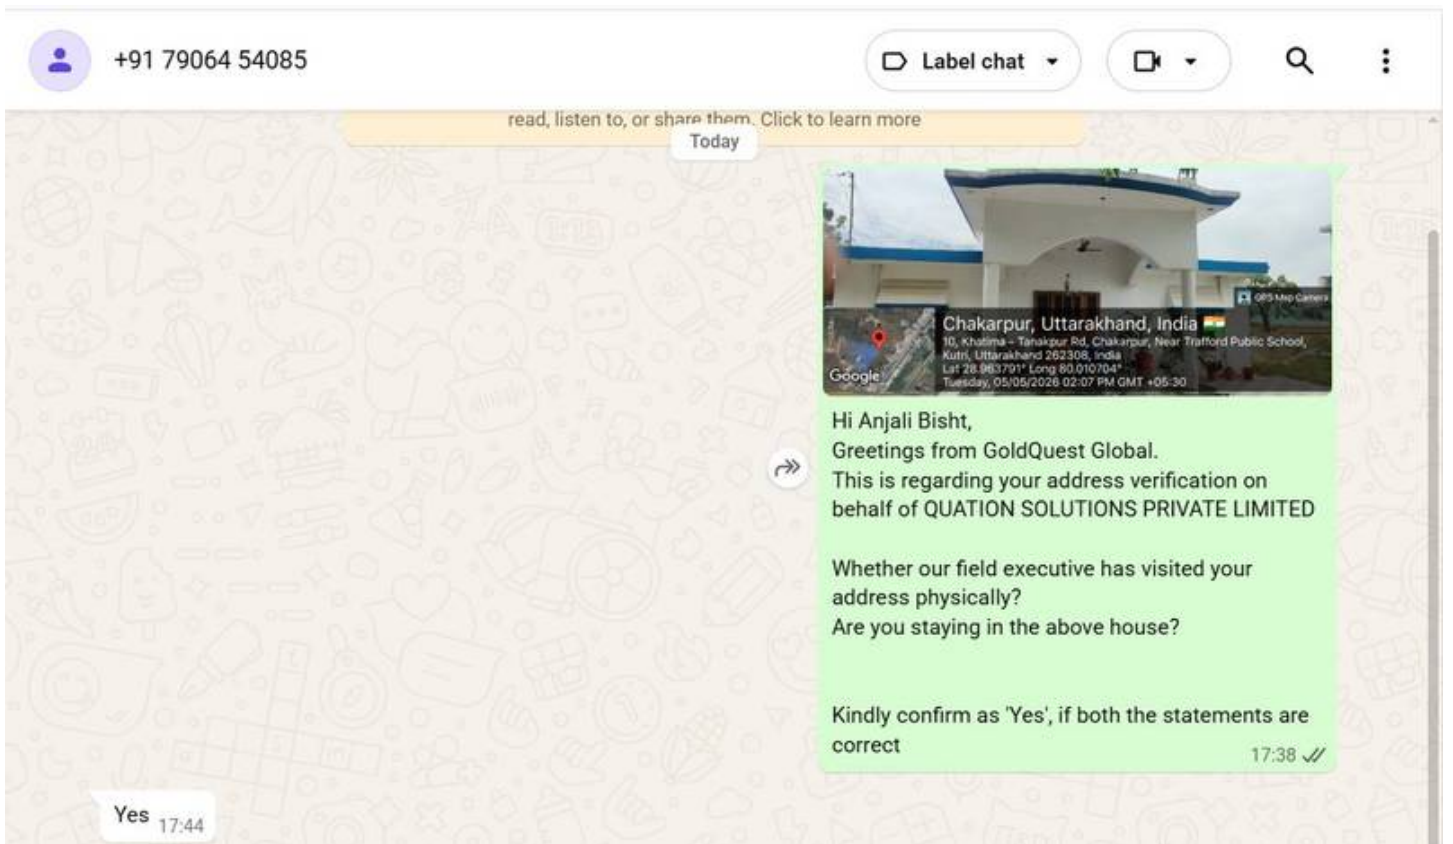 +91 79064 54085
Label chat
read, listen to, or share them. Click to learn more
Today
GPS Map Camera
Chakarpur, Uttarakhand, India
10, Khatima – Tanakpur Rd, Chakarpur, Near Trafford Public School,
Kutri, Uttarakhand 262308, India
Lat 28.963791° Long 80.010704°
Tuesday, 05/05/2026 02:07 PM GMT +05:30
Google
Hi Anjali Bisht,
Greetings from GoldQuest Global.
This is regarding your address verification on
behalf of QUATION SOLUTIONS PRIVATE LIMITED
Whether our field executive has visited your
address physically?
Are you staying in the above house?
Kindly confirm as 'Yes', if both the statements are
correct
17:38
Yes 17:44